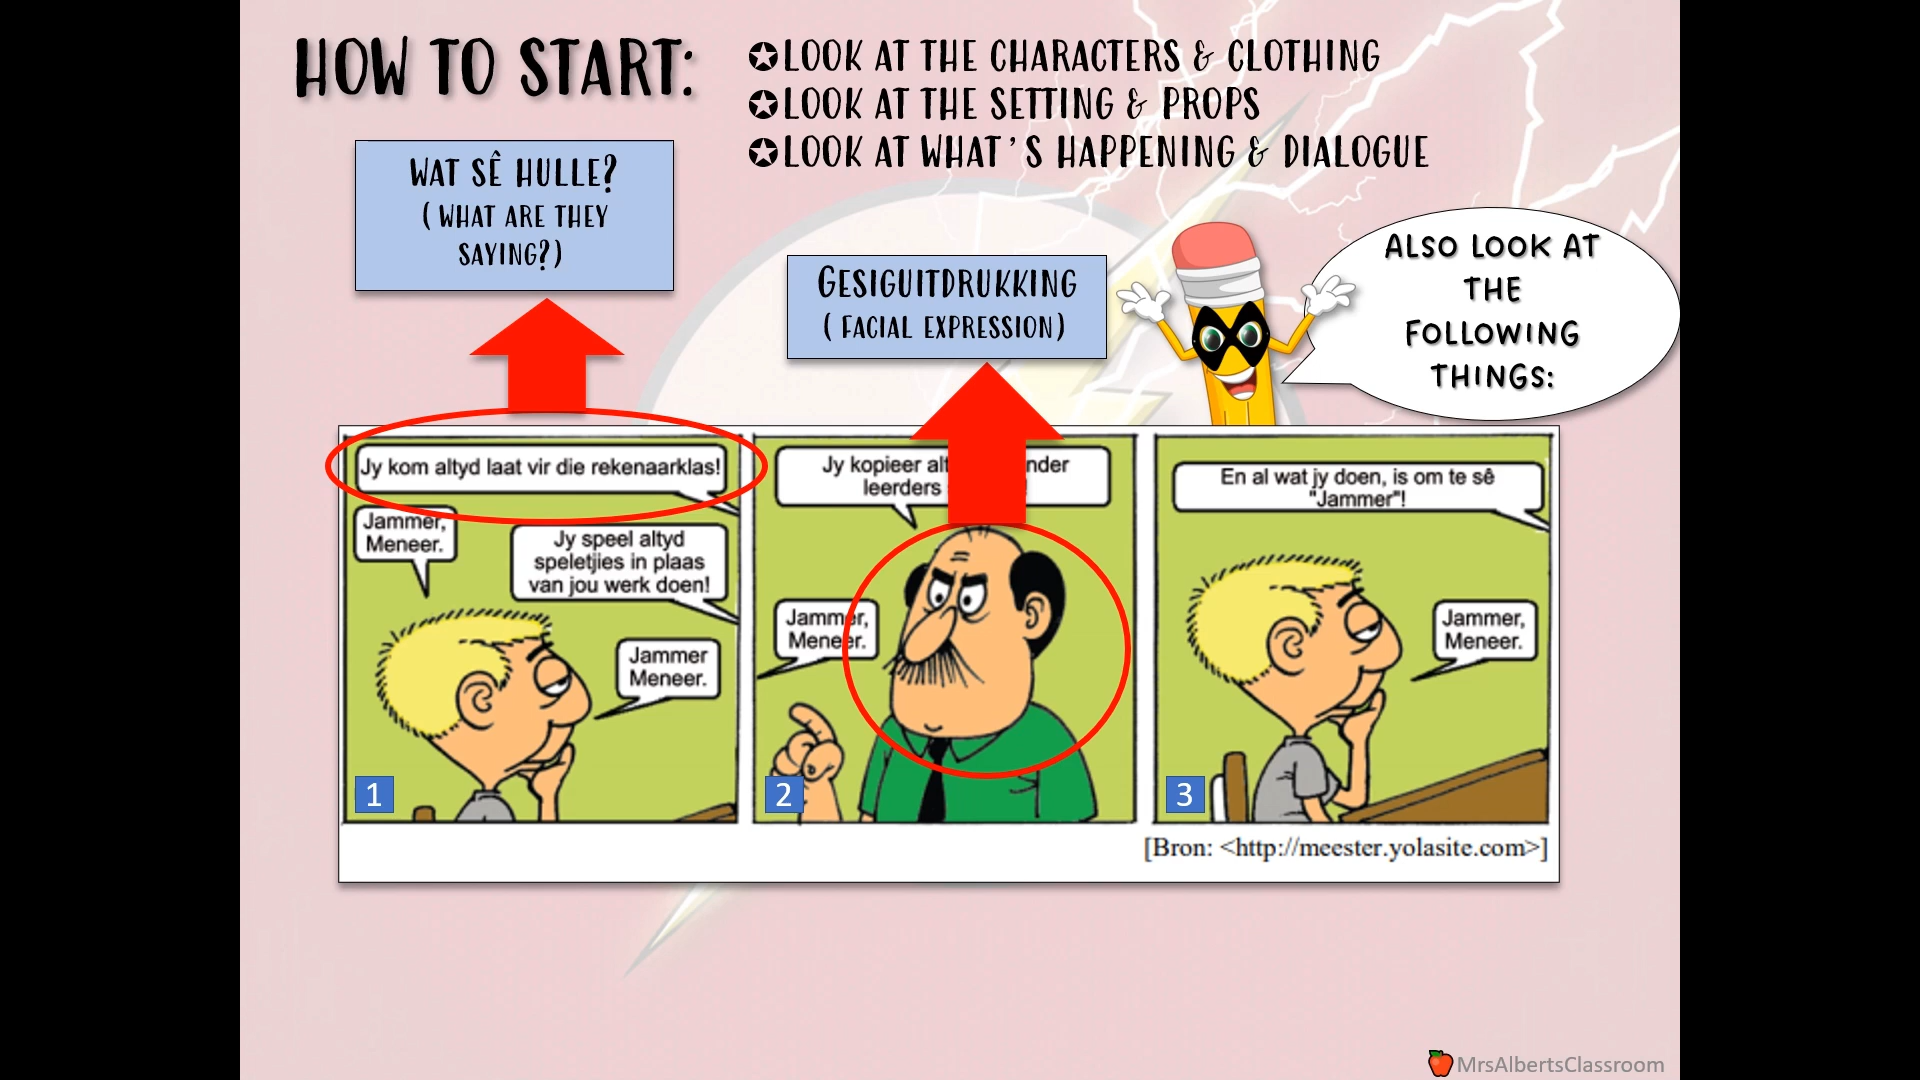 HOW TO START:
LOOK AT THE CHARACTERS & CLOTHING
LOOK AT THE SETTING & PROPS
LOOK AT WHAT'S HAPPENING & DIALOGUE
WAT SÊ HULLE?
(WHAT ARE THEY
SAYING?)
GESIGUITDRUKKING
(FACIAL EXPRESSION)
ALSO LOOK AT
THE
FOLLOWING
THINGS:
Jy kom altyd laat vir die rekenaarklas!
Jammer,
Meneer.
Jy speel altyd
speletjies in plaas
van jou werk doen!
Jammer
Meneer.
1
Jy kopieer
leerders
Jammer,
Meneer.
2
En al wat jy doen, is om te sê
"Jammer"!
Jammer,
Meneer.
3
[Bron: <http://meester.yolasite.com>]
MrsAlbertsClassroom